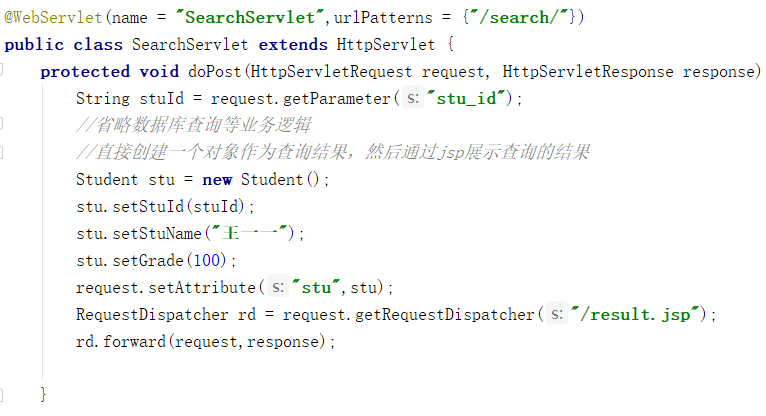 @WebServlet(name = "SearchServlet",urlPatterns = {"/search/"})
public class SearchServlet extends HttpServlet {
protected void doPost(HttpServletRequest request, HttpServletResponse response)
String stuId = request.getParameter( s: "stu_id");
//省略数据库查询等业务逻辑
//直接创建一个对象作为查询结果，然后通过jsp展示查询的结果
Student stu = new Student();
stu.setStuId(stuId);
stu.setStuName("王一一");
stu.setGrade(100);
request.setAttribute( s: "stu",stu);
RequestDispatcher rd = request.getRequestDispatcher( s: "/result.jsp");
rd.forward(request,response);
}